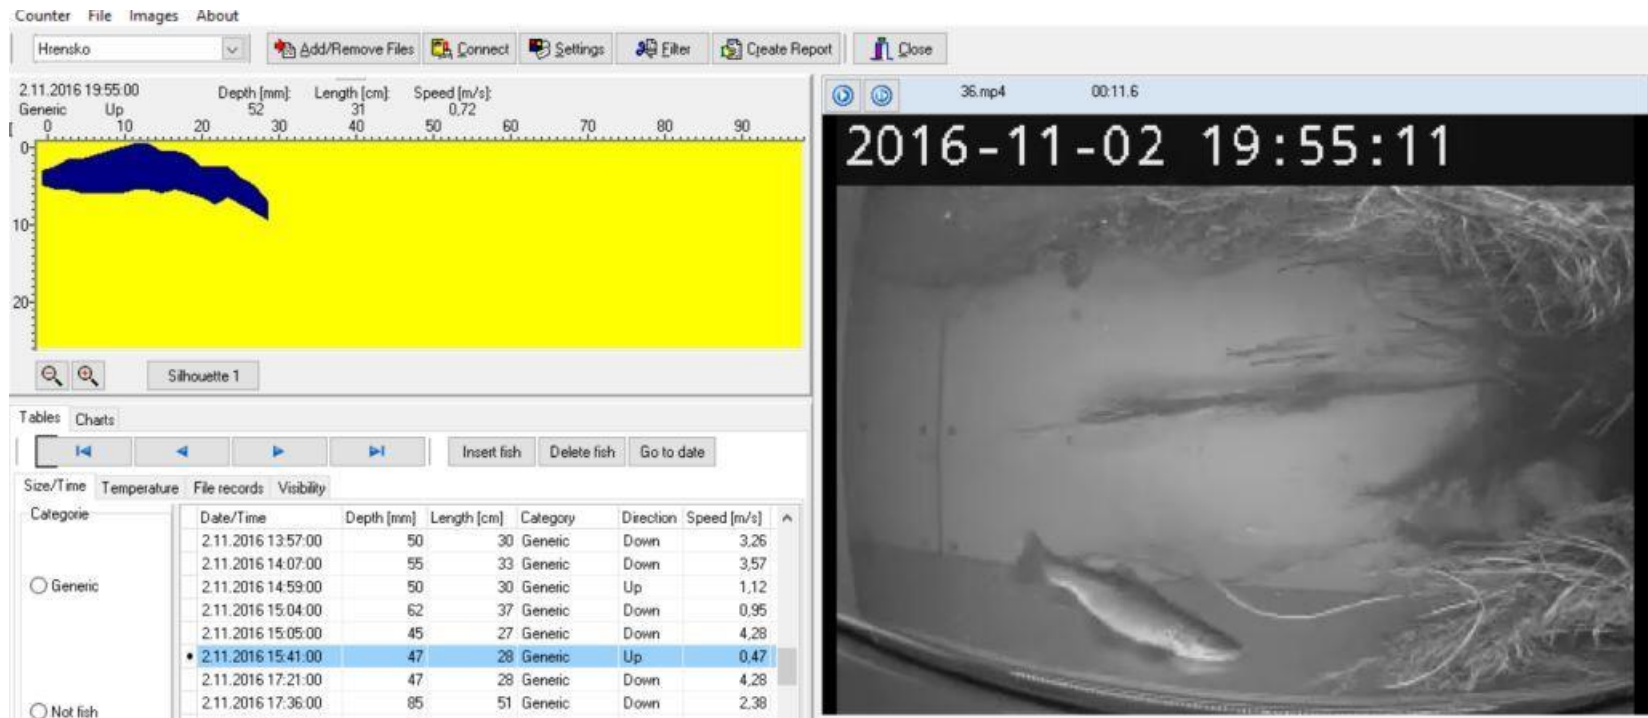 Counter File Images About
Hrensko Add/Remove Files Connect Settings Filter Create Report Close
2.11.2016 19:55:00 Depth [mm]: Length [cm]: Speed [m/s]:
Generic Up 52 31 0,72
0 10 20 30 40 50 60 70 80 90
0
10
20
Silhouette 1
36.mp4 00:11.6
2016-11-02 19:55:11
Tables Charts
Insert fish Delete fish Go to date
Size/Time Temperature File records Visibility
Categorie
Generic
Not fish
Date/Time Depth [mm] Length [cm] Category Direction Speed [m/s]
2.11.2016 13:57:00 50 30 Generic Down 3,26
2.11.2016 14:07:00 55 33 Generic Down 3,57
2.11.2016 14:59:00 50 30 Generic Up 1,12
2.11.2016 15:04:00 62 37 Generic Down 0,95
2.11.2016 15:05:00 45 27 Generic Down 4,28
2.11.2016 15:41:00 47 28 Generic Up 0,47
2.11.2016 17:21:00 47 28 Generic Down 4,28
2.11.2016 17:36:00 85 51 Generic Down 2,38